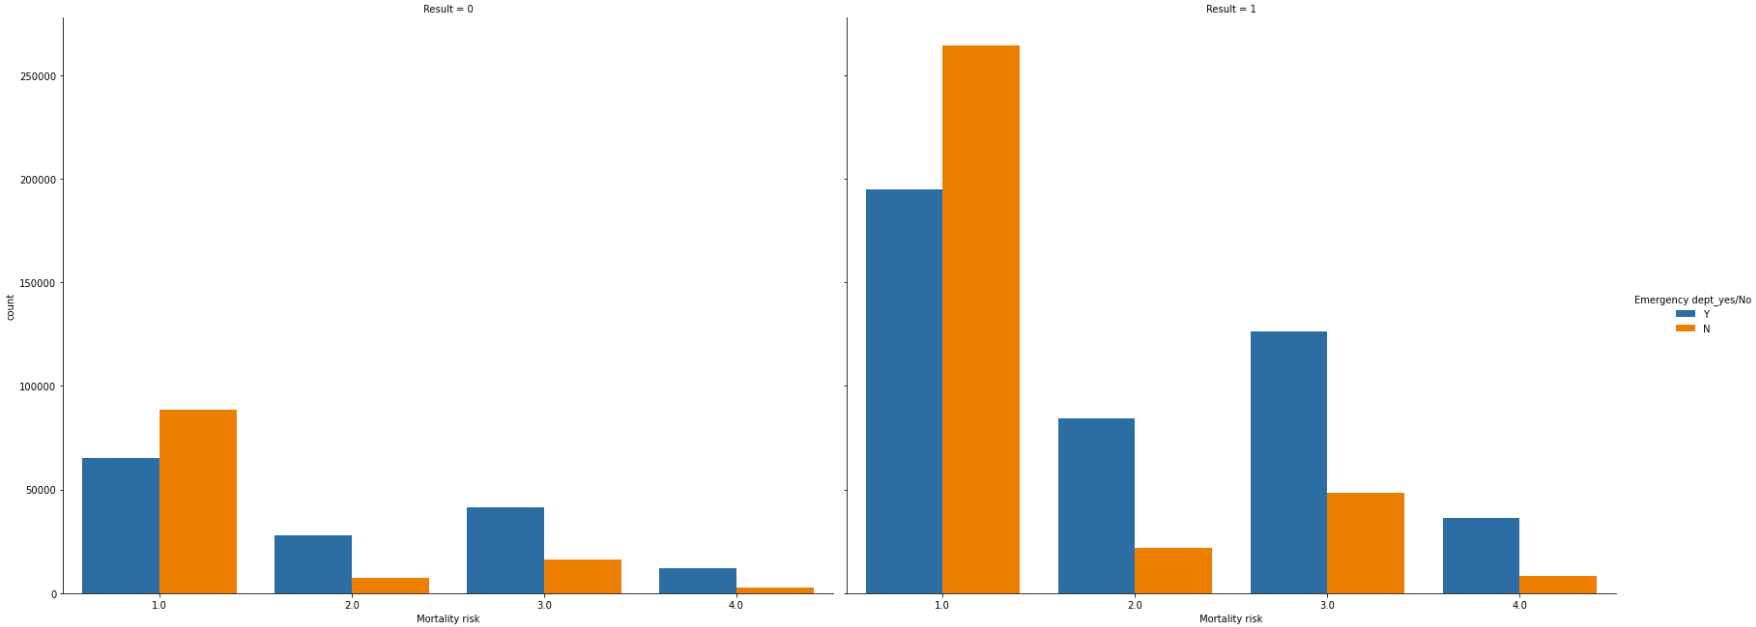 Result = 0
Result = 1
250000
200000
150000
100000
50000
0
count
1.0 2.0 3.0 4.0
Mortality risk
1.0 2.0 3.0 4.0
Mortality risk
Emergency dept_yes/No
Y
N